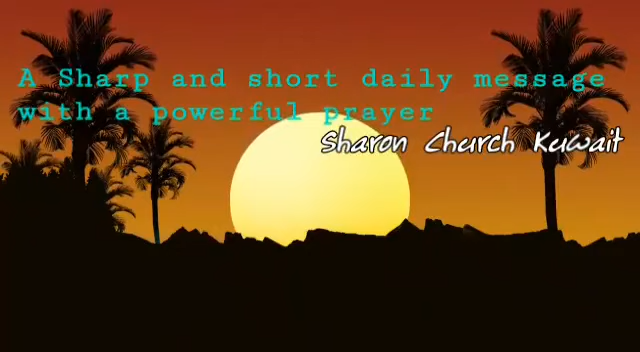 A Sharp and short daily message
with a powerful prayer
Sharon Church Kuwait